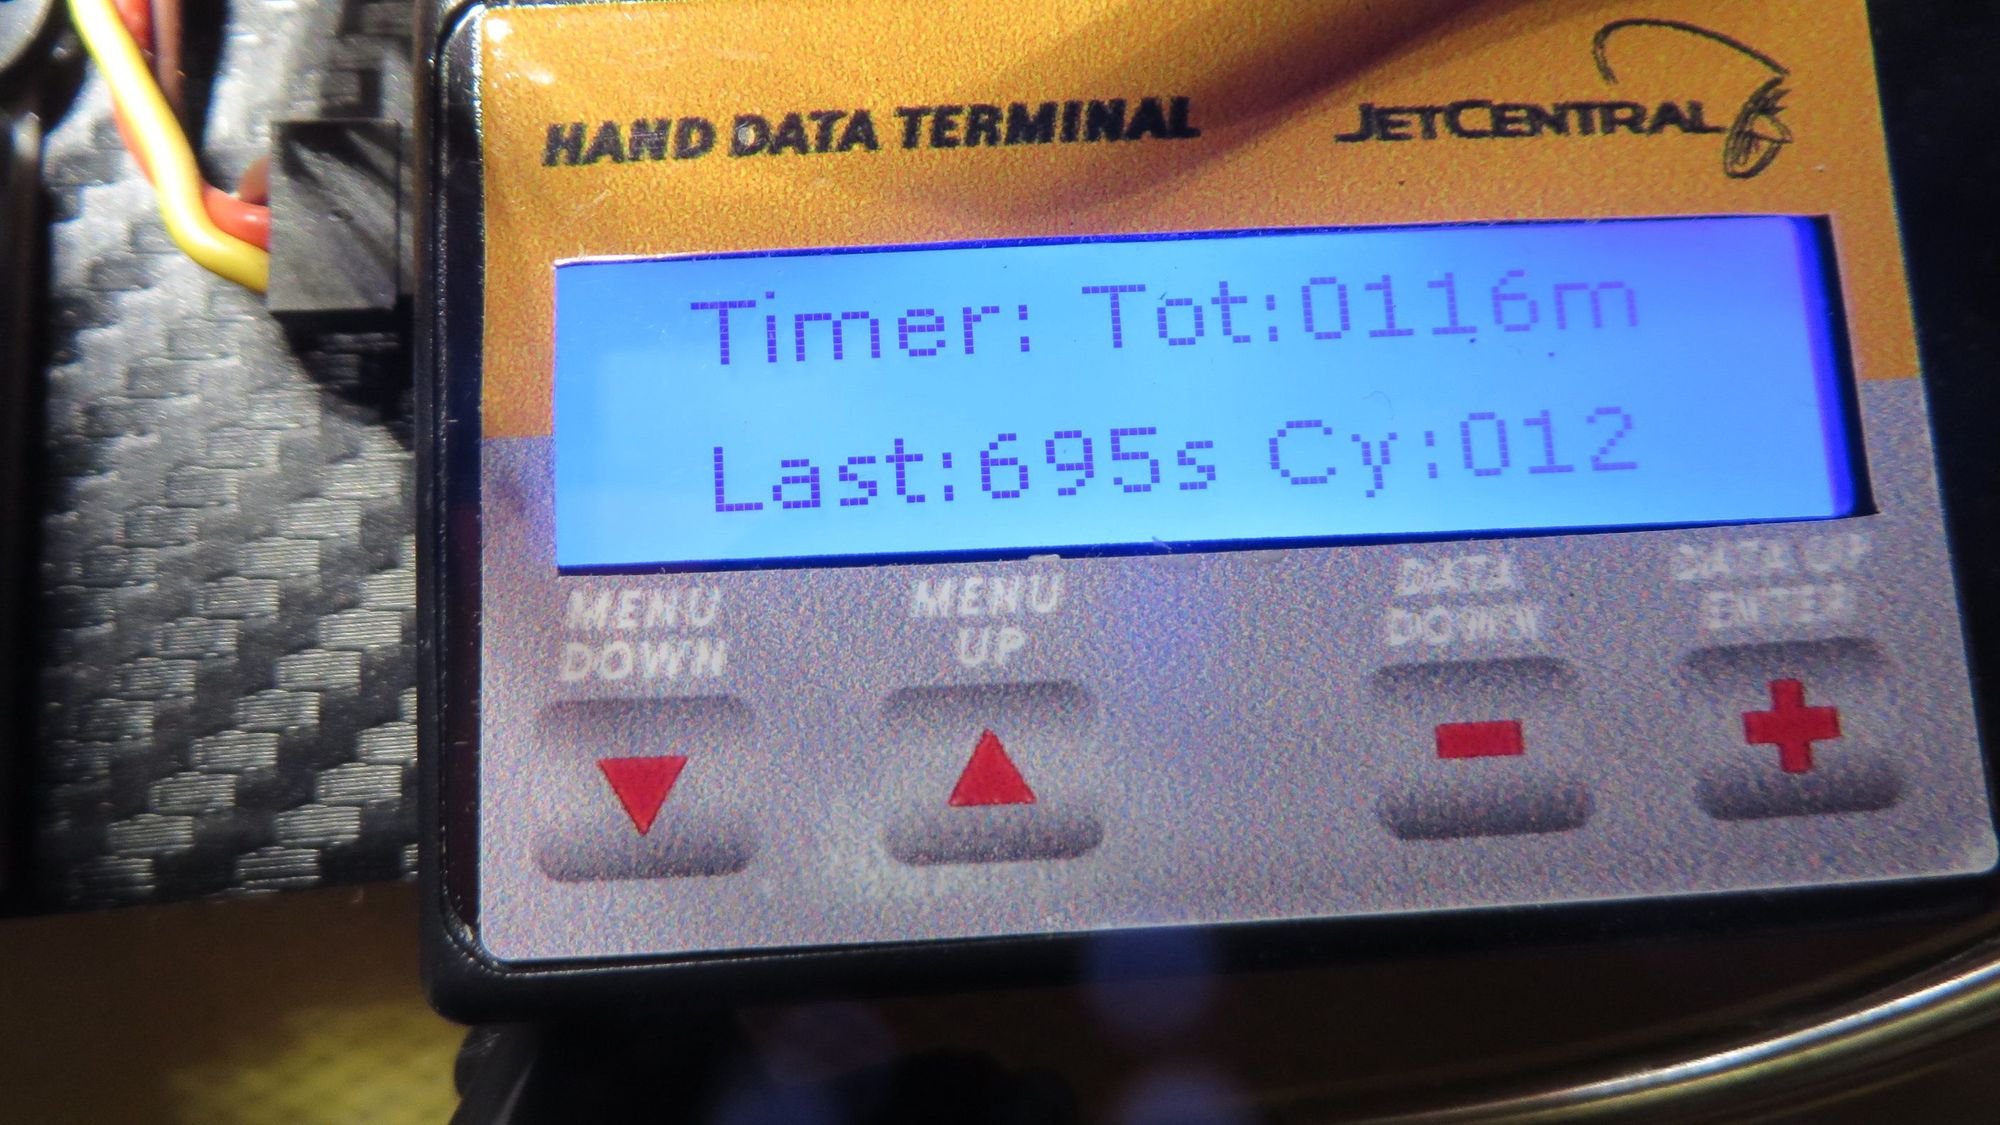 HAND DATA TERMINAL JETCENTRAL
Timer: Tot:0116m
Last:695s Cy:012
MENU
DOWN
MENU
UP
DATA
DOWN
DATA UP
ENTER